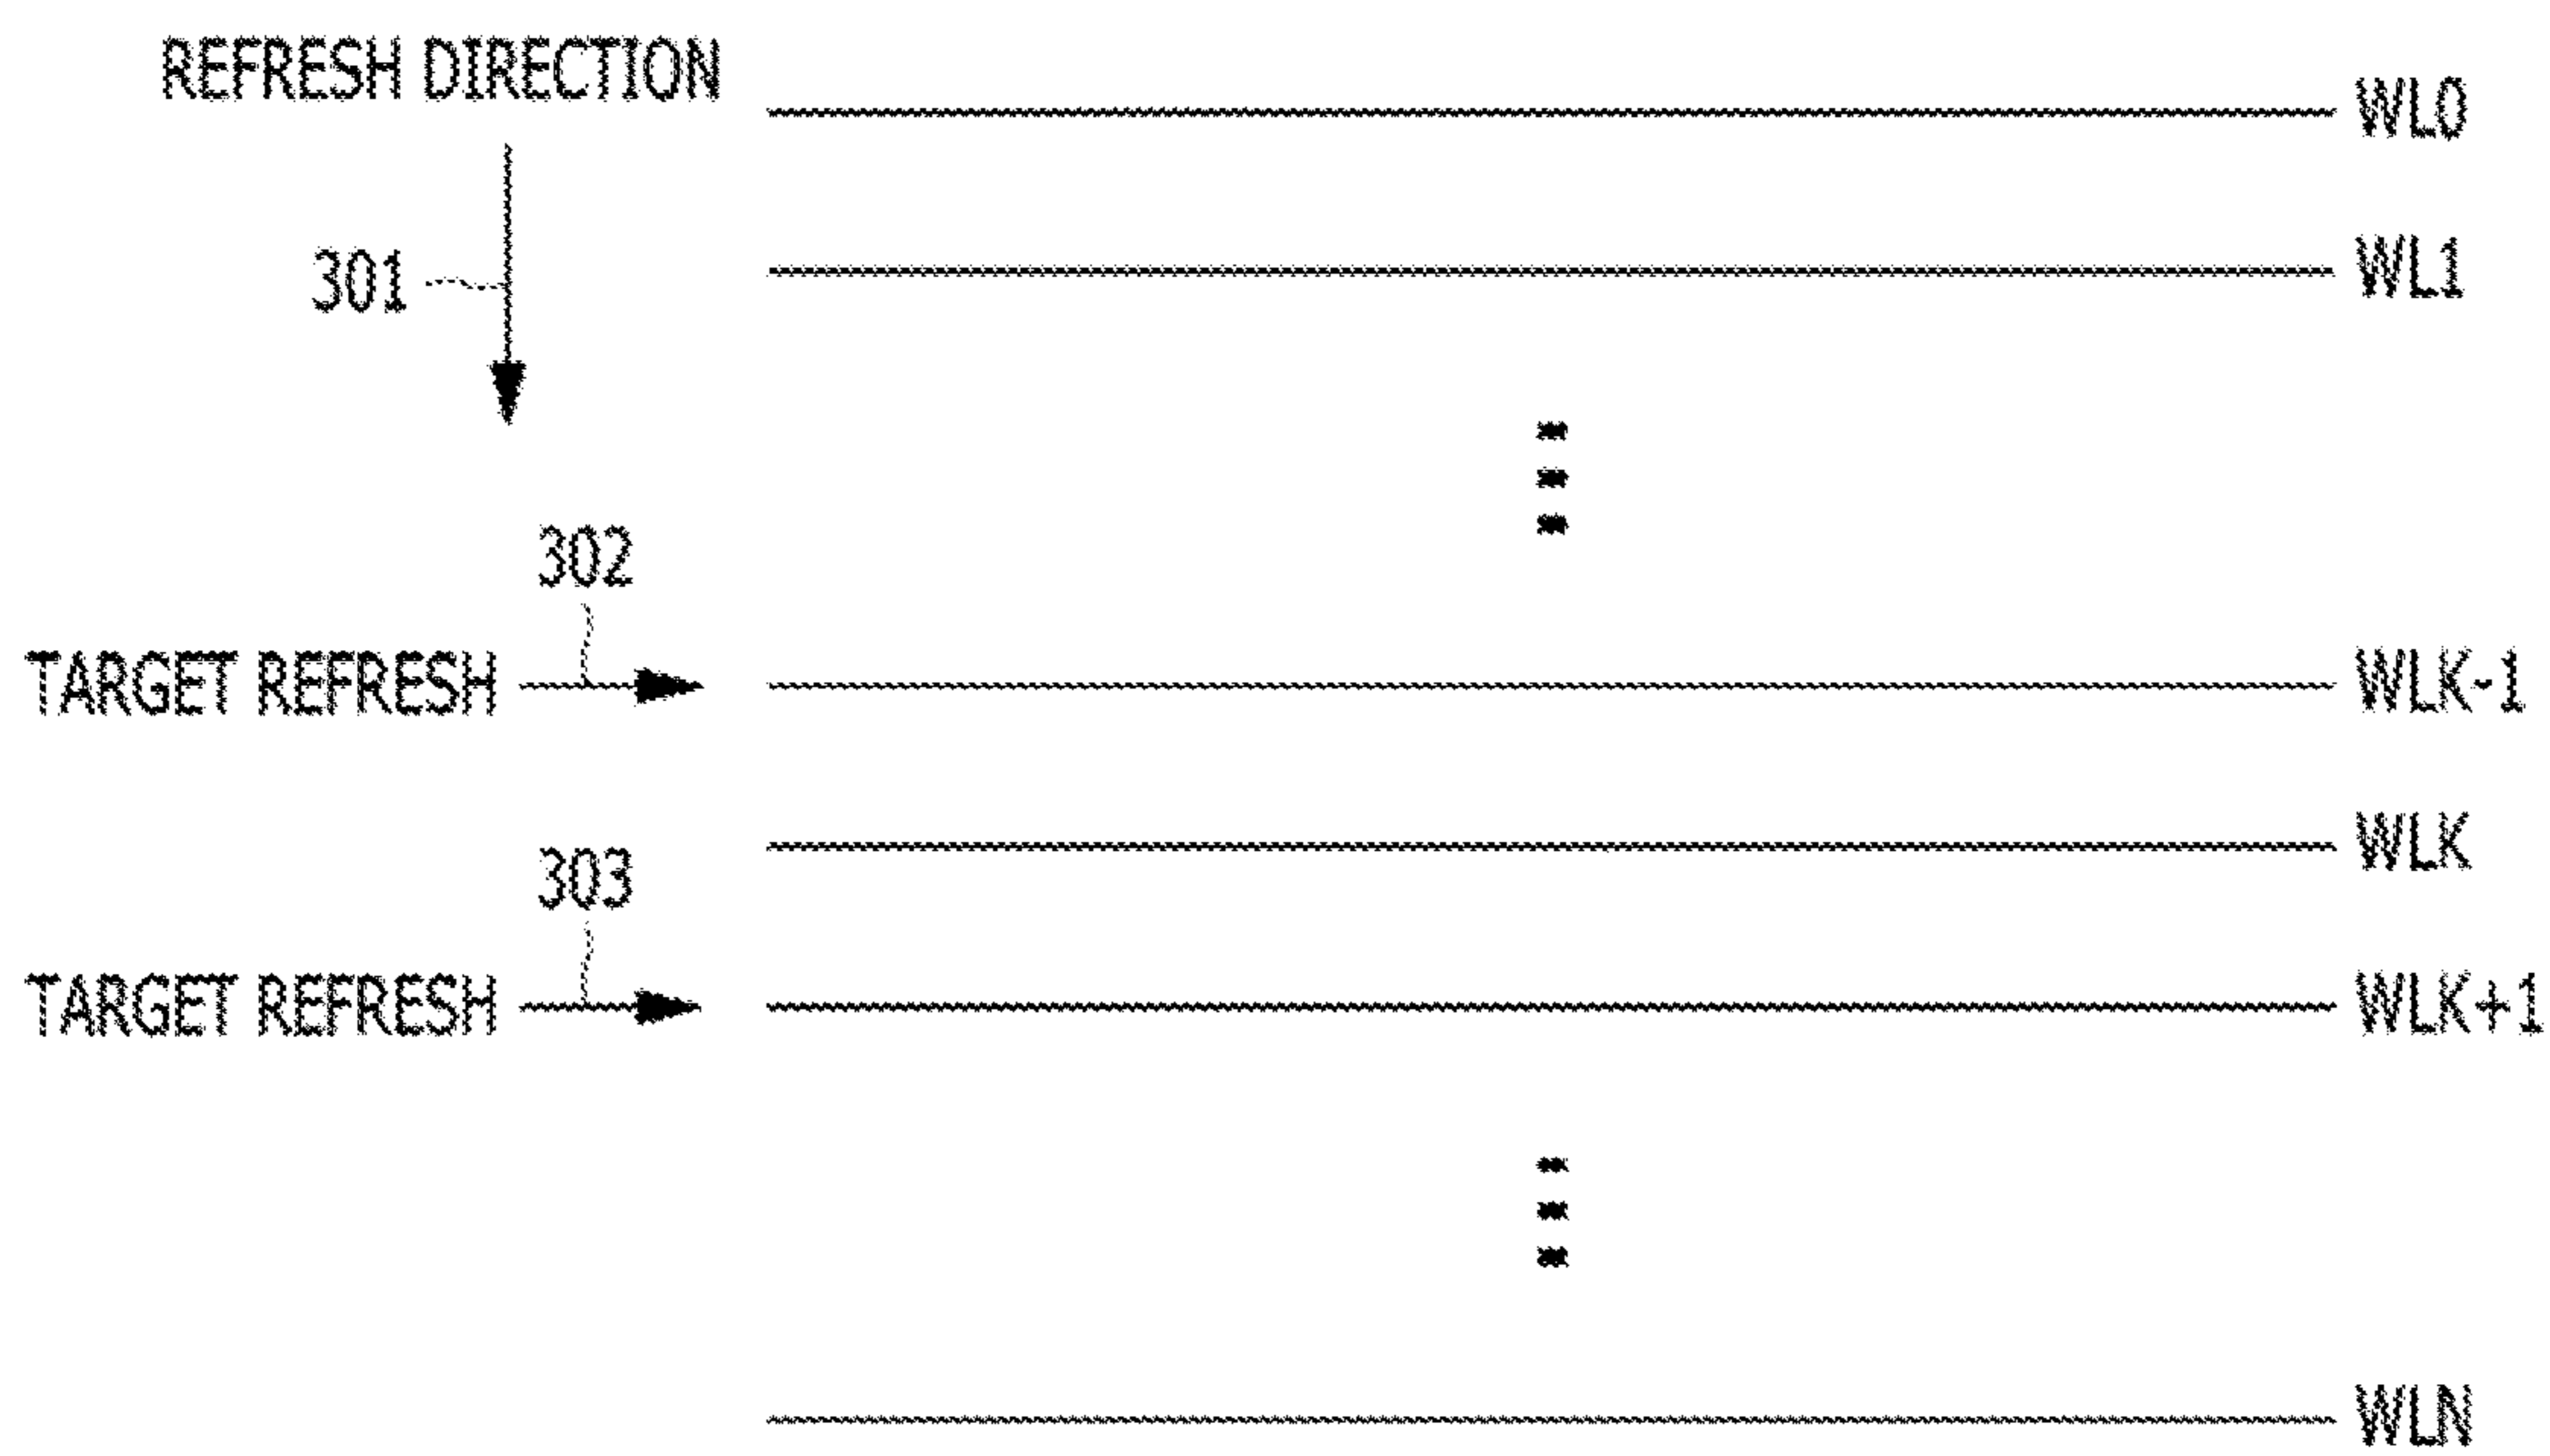 REFRESH DIRECTION
WL0
301
WL1
302
TARGET REFRESH
WLK-1
WLK
303
TARGET REFRESH
WLK+1
WLN